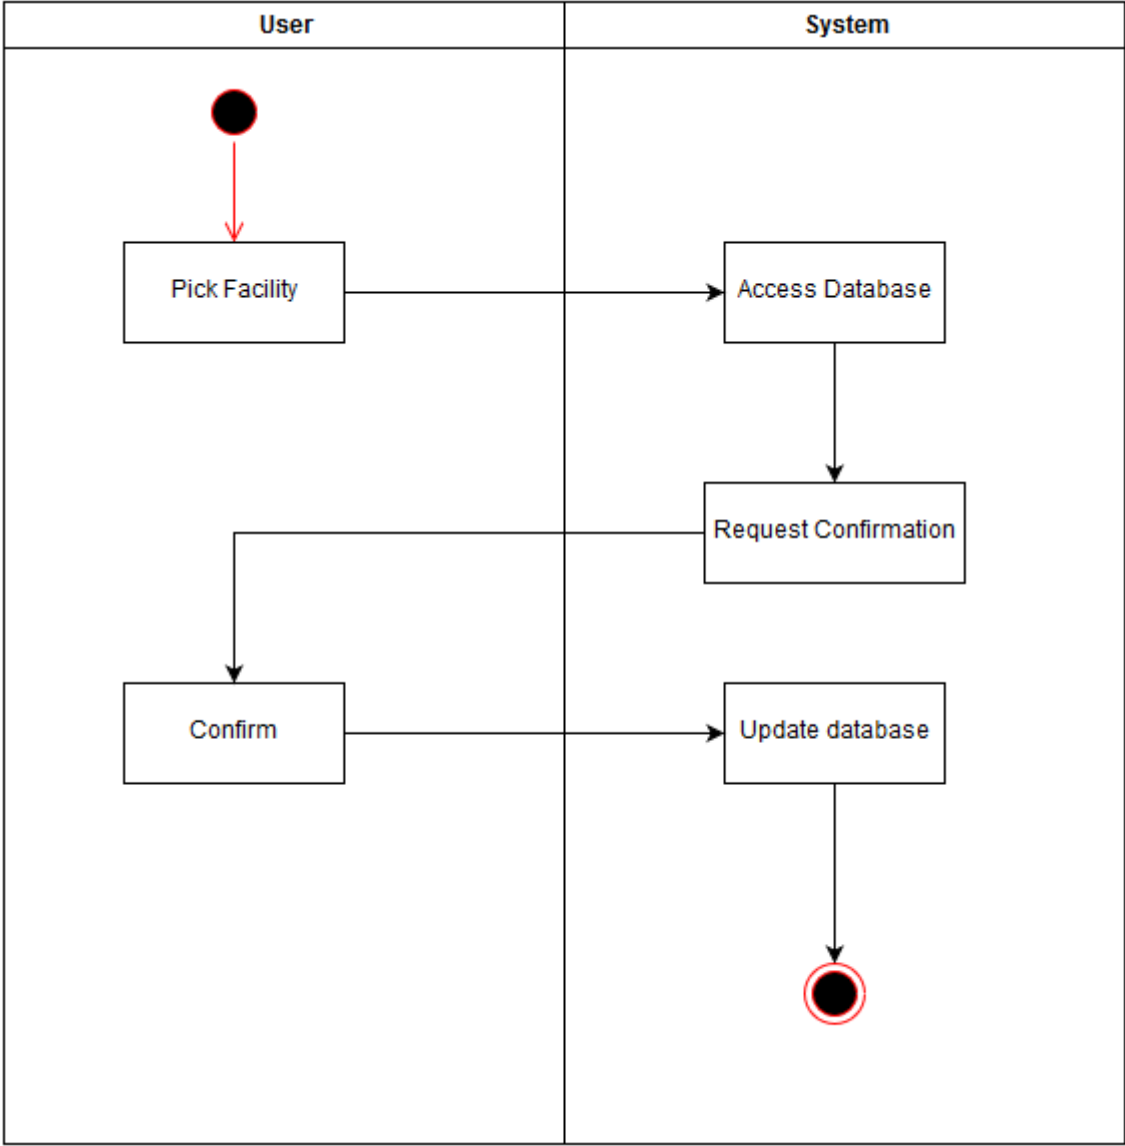 User
System
Pick Facility
Access Database
Request Confirmation
Confirm
Update database